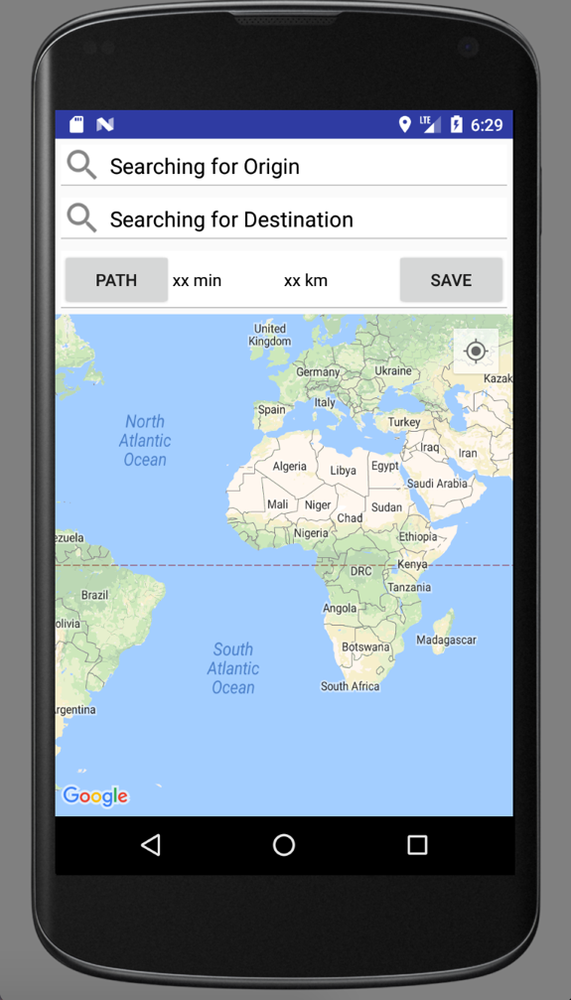 LTE 6:29
Searching for Origin
Searching for Destination
PATH xx min xx km SAVE
United
Kingdom
Germany
Ukraine
Kazak
Spain
Italy
Turkey
North
Atlantic
Ocean
Iraq
Iran
Algeria
Libya
Egypt
Saudi Arabia
Mali
Niger
Chad
Sudan
Nigeria
Ethiopia
ezuela
DRC
Kenya
Tanzania
Brazil
Angola
olivia
Botswana
Madagascar
South
Atlantic
Ocean
South Africa
rgentina
Google